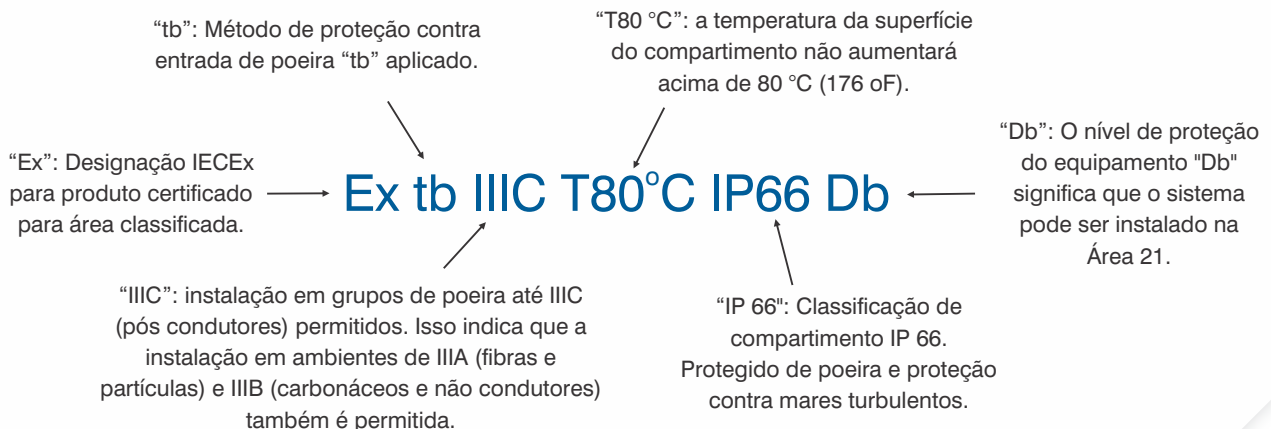 “tb”: Método de proteção contra
entrada de poeira “tb” aplicado.
“T80 °C”: a temperatura da superfície
do compartimento não aumentará
acima de 80 °C (176 oF).
“Ex”: Designação IECEx
para produto certificado
para área classificada.
Ex tb IIIC T80°C IP66 Db
“Db”: O nível de proteção
do equipamento "Db"
significa que o sistema
pode ser instalado na
Área 21.
“IIIC”: instalação em grupos de poeira até IIIC
(pós condutores) permitidos. Isso indica que a
instalação em ambientes de IIIA (fibras e
partículas) e IIIB (carbonáceos e não condutores)
também é permitida.
“IP 66": Classificação de
compartimento IP 66.
Protegido de poeira e proteção
contra mares turbulentos.